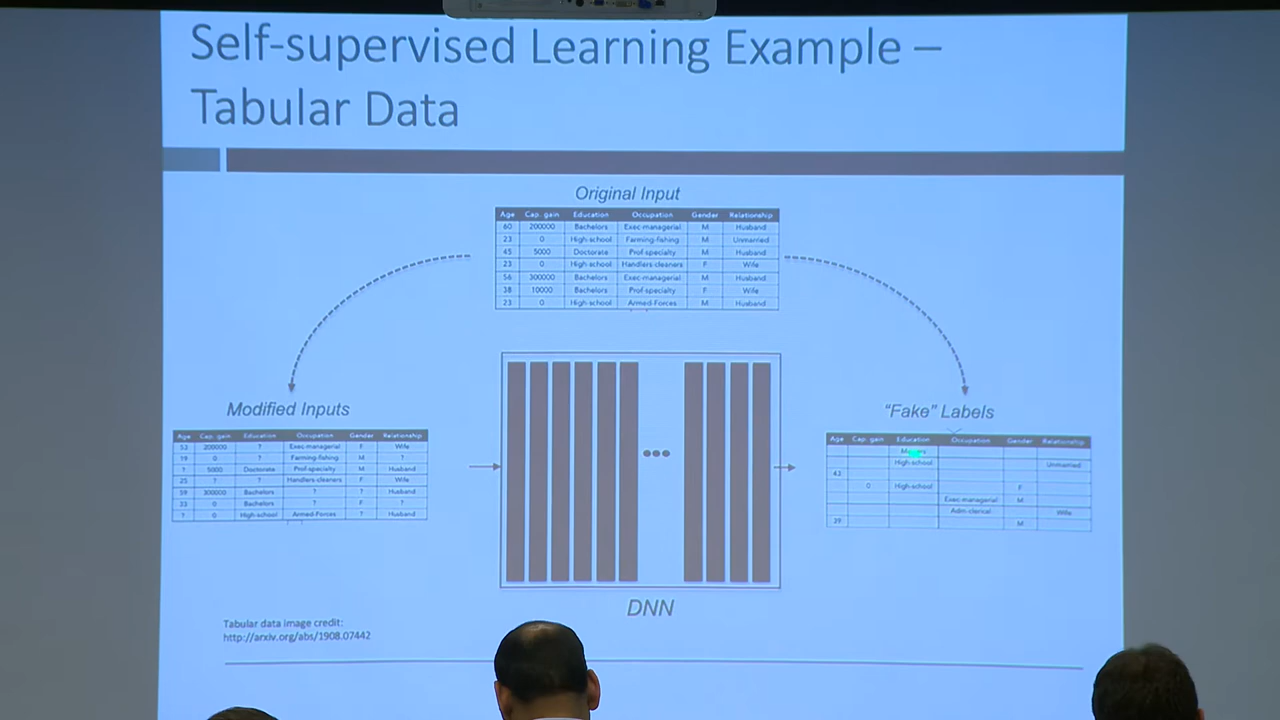 Self-supervised Learning Example –
Tabular Data
Original Input
Age Cap. gain Education Occupation Gender Relationship
60 200000 Bachelors Exec-managerial M Husband
23 0 High-school Farming-fishing M Unmarried
45 5000 Doctorate Prof-specialty M Husband
23 0 High-school Handlers-cleaners F Wife
56 300000 Bachelors Exec-managerial M Husband
38 10000 Bachelors Prof-specialty F Wife
23 0 High-school Armed-Forces M Husband
Modified Inputs
Age Cap. gain Education Occupation Gender Relationship
53 200000 ? Exec-managerial F Wife
19 0 ? Farming-fishing M ?
? 5000 Doctorate Prof-specialty M Husband
25 ? ? Handlers-cleaners F Wife
59 300000 Bachelors ? ? Husband
33 0 Bachelors ? F ?
? 0 High-school Armed-Forces ? Husband
"Fake" Labels
Age Cap. gain Education Occupation Gender Relationship
High-school Unmarried
43
0 High-school F
Exec-managerial M
Adm-clerical Wife
39 M
DNN
Tabular data image credit:
http://arxiv.org/abs/1908.07442